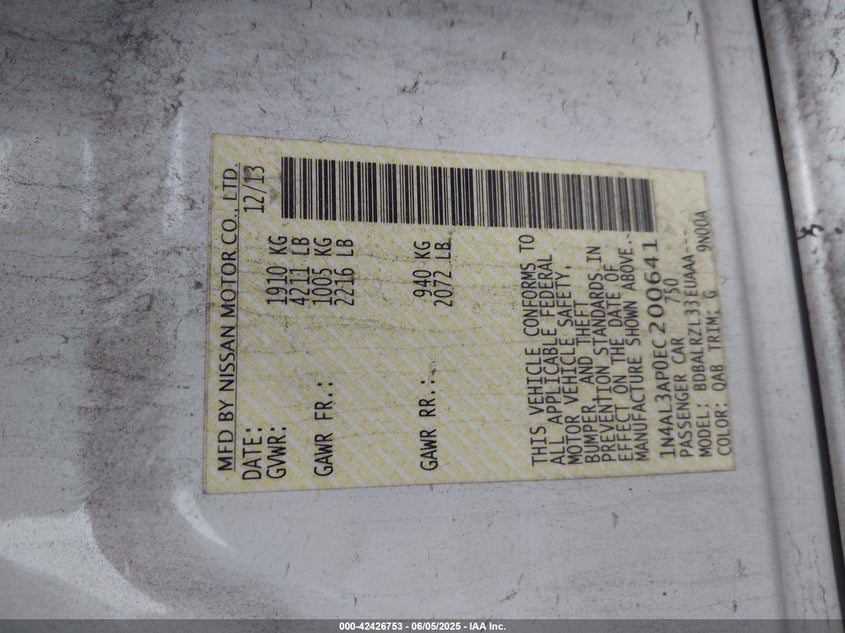 MFD BY NISSAN MOTOR CO., LTD.
DATE: 12/13
GVWR: 1910 KG
4211 LB
GAWR FR.: 1005 KG
2216 LB
GAWR RR.: 940 KG
2072 LB
THIS VEHICLE CONFORMS TO
ALL APPLICABLE FEDERAL
MOTOR VEHICLE SAFETY,
BUMPER, AND THEFT
PREVENTION STANDARDS IN
EFFECT ON THE DATE OF
MANUFACTURE SHOWN ABOVE.
1N4AL3AP0EC200641
PASSENGER CAR 750
MODEL: BDBALRZL33EUAAA---
COLOR: QAB TRIM: G 9N00A
000-42426753 - 06/05/2025 - IAA Inc.